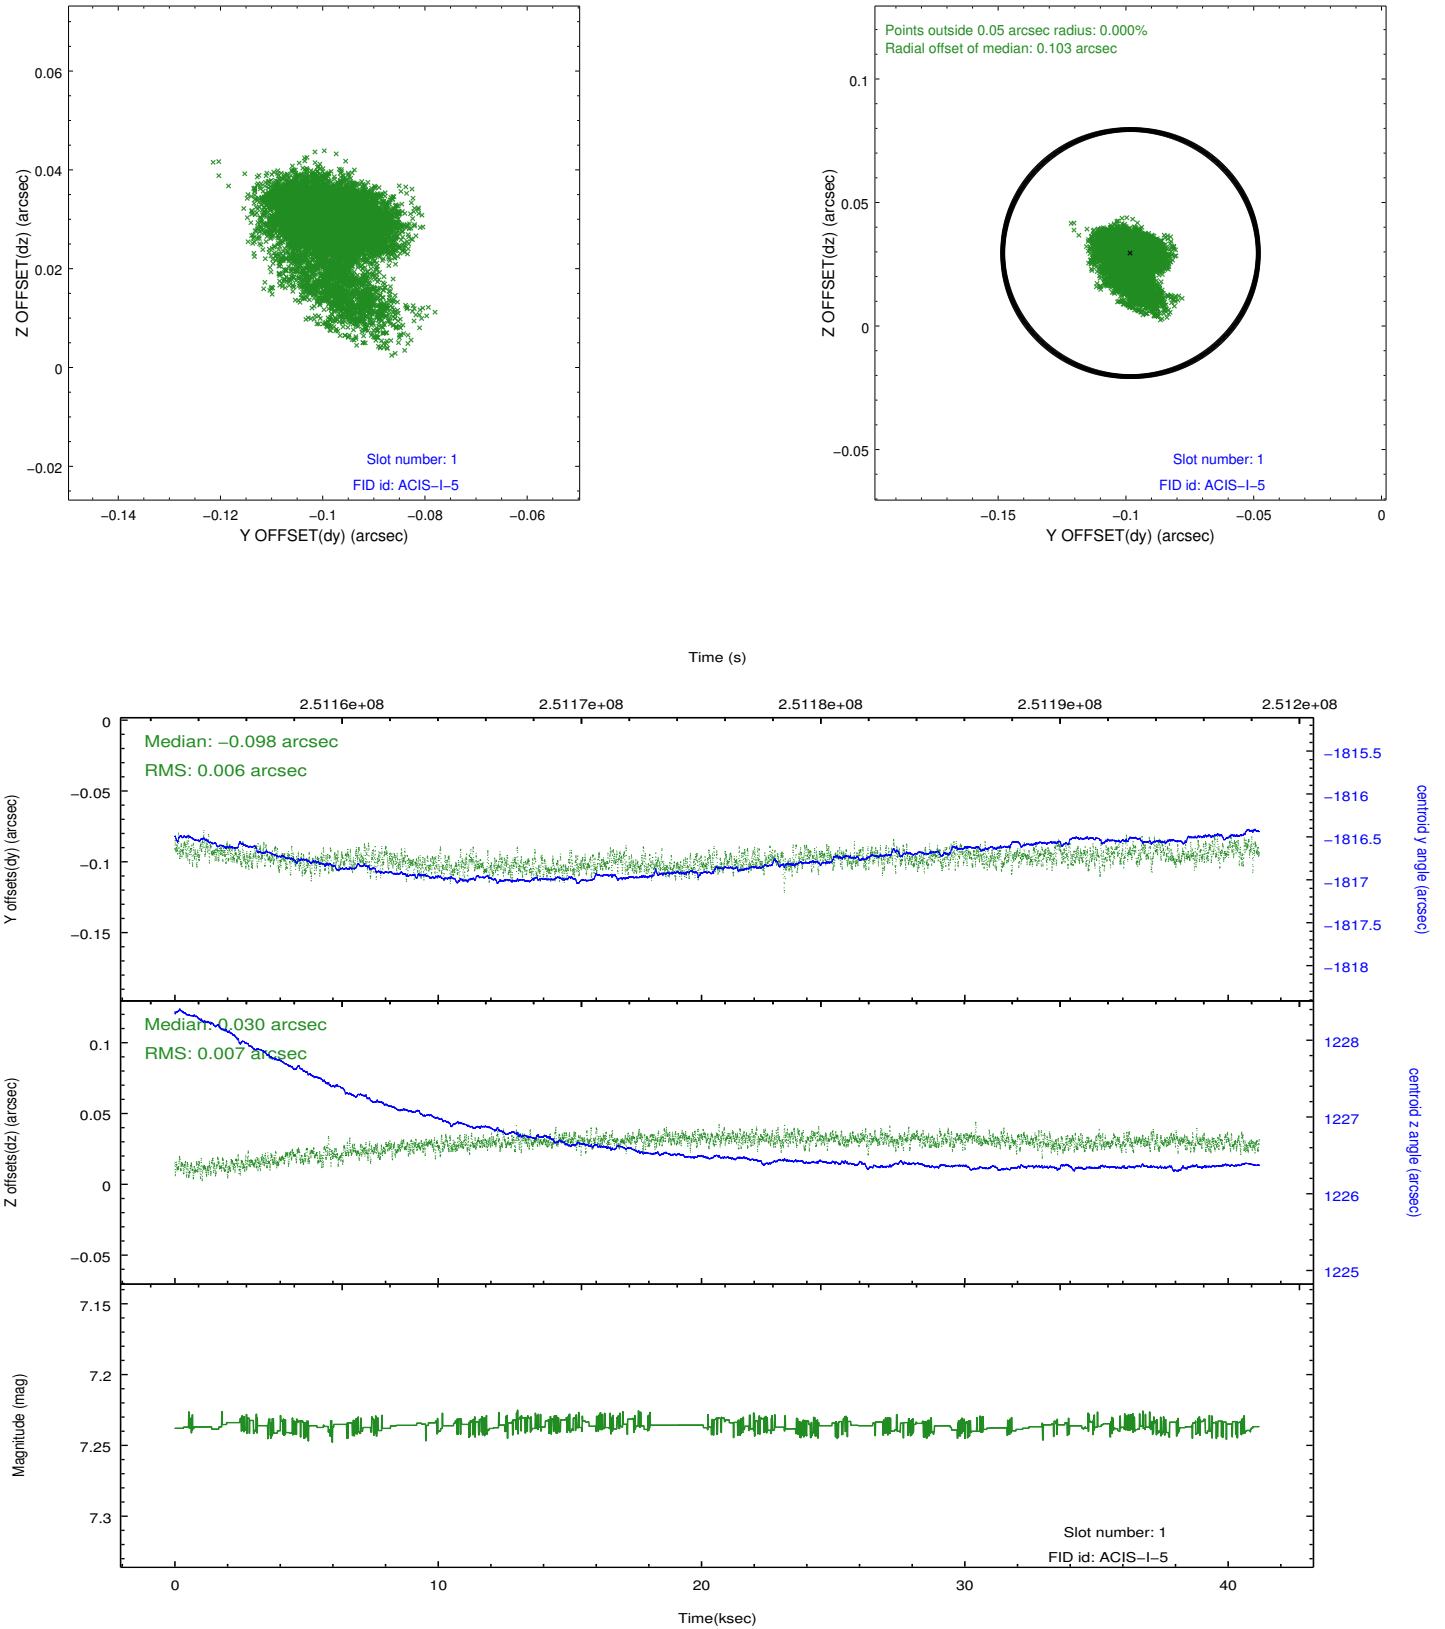 0.06
0.04
0.02
0
−0.02
Z OFFSET(dz) (arcsec)
Slot number: 1
FID id: ACIS−I−5
−0.14 −0.12 −0.1 −0.08 −0.06
Y OFFSET(dy) (arcsec)
Points outside 0.05 arcsec radius: 0.000%
Radial offset of median: 0.103 arcsec
0.1
0.05
0
−0.05
Z OFFSET(dz) (arcsec)
Slot number: 1
FID id: ACIS−I−5
−0.15 −0.1 −0.05 0
Y OFFSET(dy) (arcsec)
Time (s)
2.5116e+08 2.5117e+08 2.5118e+08 2.5119e+08 2.512e+08
Median: −0.098 arcsec
RMS: 0.006 arcsec
0
−0.05
−0.1
−0.15
Y offsets(dy) (arcsec)
−1815.5
−1816
−1816.5
−1817
−1817.5
−1818
centroid y angle (arcsec)
Median: 0.030 arcsec
RMS: 0.007 arcsec
0.1
0.05
0
−0.05
Z offsets(dz) (arcsec)
1228
1227
1226
1225
centroid z angle (arcsec)
7.15
7.2
7.25
7.3
Magnitude (mag)
Slot number: 1
FID id: ACIS−I−5
0 10 20 30 40
Time(ksec)